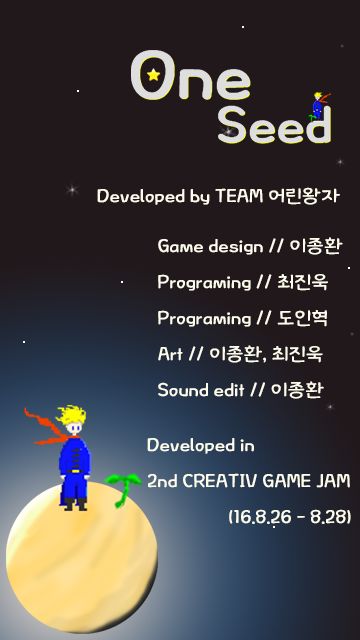 One
Seed
Developed by TEAM 어린왕자
Game design // 이종환
Programing // 최진욱
Programing // 도인혁
Art // 이종환, 최진욱
Sound edit // 이종환
Developed in
2nd CREATIV GAME JAM
(16.8.26 - 8.28)